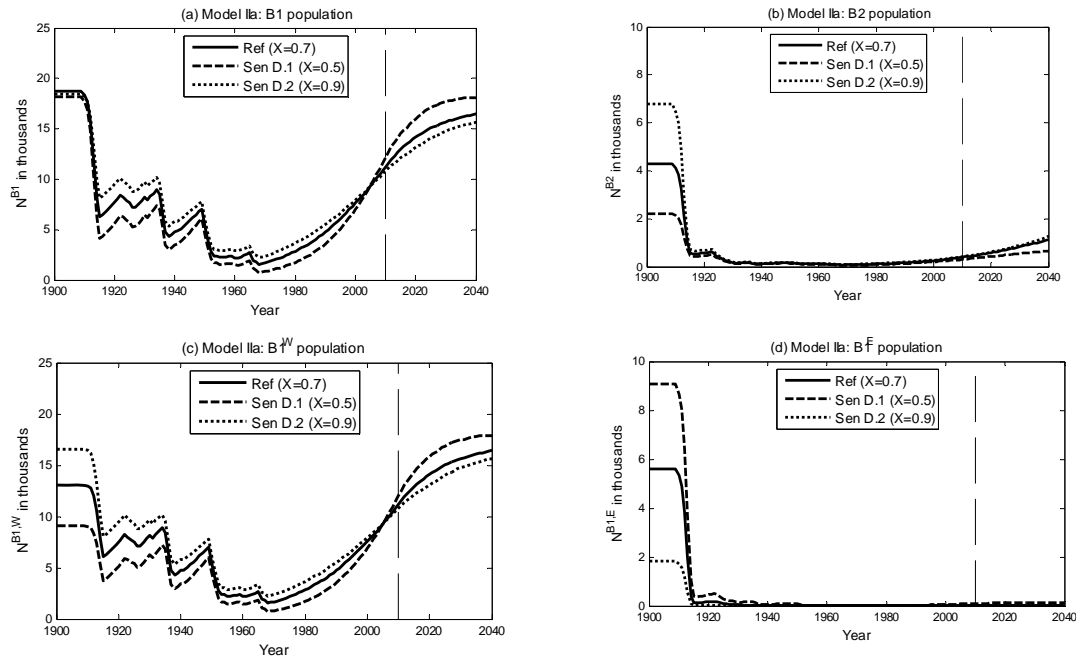 (a) Model IIa: B1 population
25
20
15
10
5
0
N^B1 in thousands
Ref (X=0.7)
Sen D.1 (X=0.5)
Sen D.2 (X=0.9)
1900 1920 1940 1960 1980 2000 2020 2040
Year
(b) Model IIa: B2 population
10
8
6
4
2
0
N^B2 in thousands
Ref (X=0.7)
Sen D.1 (X=0.5)
Sen D.2 (X=0.9)
1900 1920 1940 1960 1980 2000 2020 2040
Year
(c) Model IIa: B1^W population
25
20
15
10
5
0
N^B1,W in thousands
Ref (X=0.7)
Sen D.1 (X=0.5)
Sen D.2 (X=0.9)
1900 1920 1940 1960 1980 2000 2020 2040
Year
(d) Model IIa: B1^E population
10
8
6
4
2
0
N^B1,E in thousands
Ref (X=0.7)
Sen D.1 (X=0.5)
Sen D.2 (X=0.9)
1900 1920 1940 1960 1980 2000 2020 2040
Year